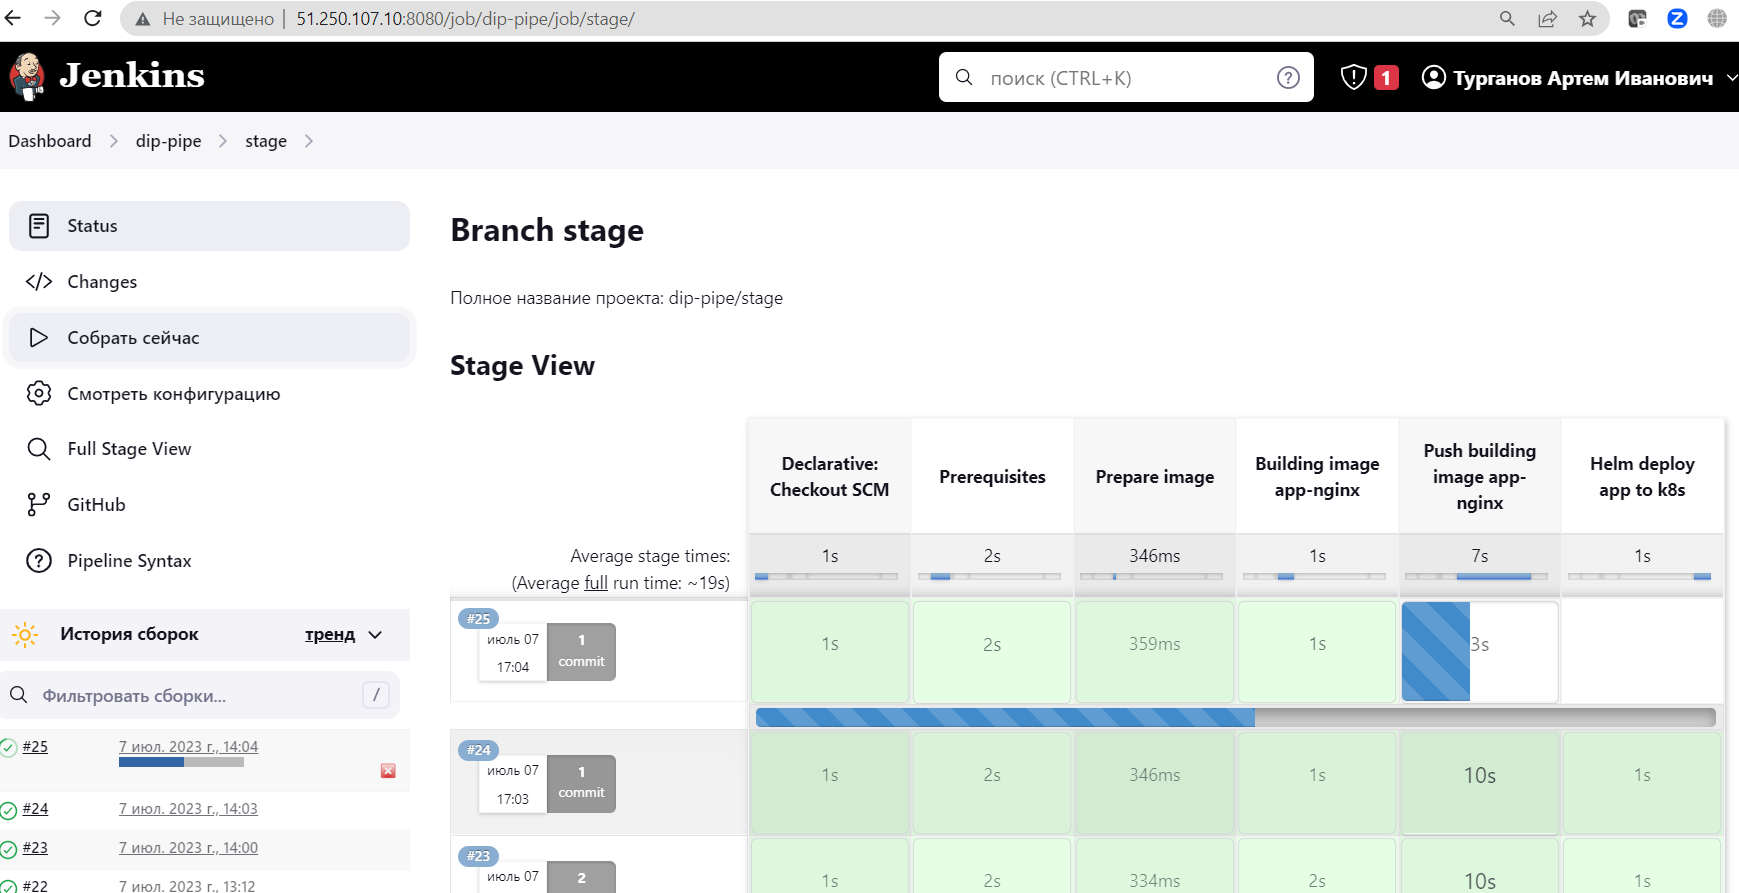 Не защищено
51.250.107.10:8080/job/dip-pipe/job/stage/
Z
Jenkins
поиск (CTRL+K)
?
1
Турганов Артем Иванович
Dashboard
dip-pipe
stage
Status
Changes
Собрать сейчас
Смотреть конфигурацию
Full Stage View
GitHub
Pipeline Syntax
История сборок
тренд
Фильтровать сборки...
/
#25
7 июл. 2023 г., 14:04
#24
7 июл. 2023 г., 14:03
#23
7 июл. 2023 г., 14:00
#22
7 июл. 2023 г., 13:12
Branch stage
Полное название проекта: dip-pipe/stage
Stage View
Declarative:
Checkout SCM
Prerequisites
Prepare image
Building image
app-nginx
Push building
image app-
nginx
Helm deploy
app to k8s
Average stage times:
(Average full run time: ~19s)
1s
2s
346ms
1s
7s
1s
#25
июль 07
17:04
1
commit
1s
2s
359ms
1s
3s
#24
июль 07
17:03
1
commit
1s
2s
346ms
1s
10s
1s
#23
июль 07
2
1s
2s
334ms
2s
10s
1s